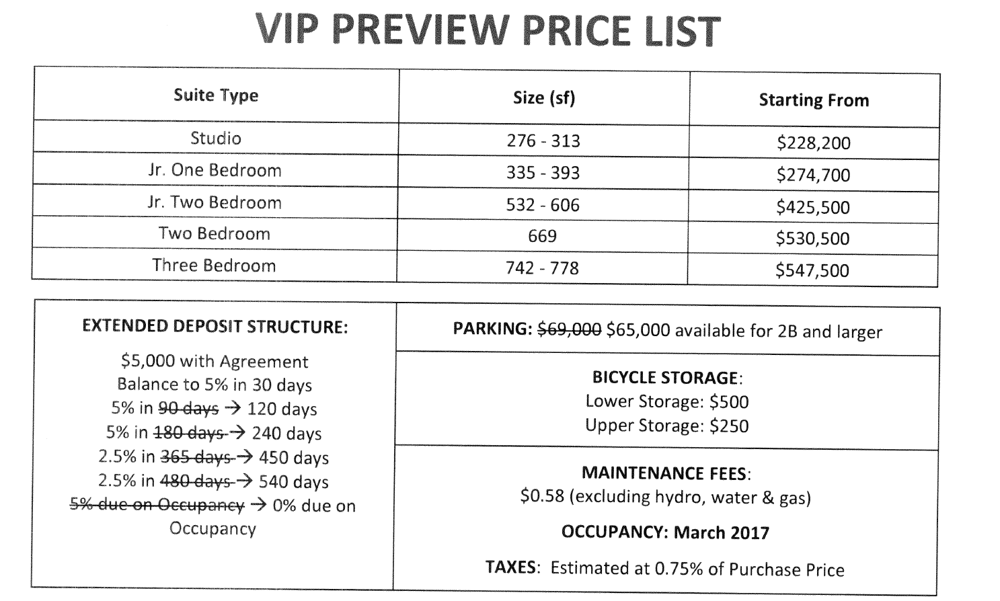 VIP PREVIEW PRICE LIST
Suite Type Size (sf) Starting From
Studio 276 - 313 $228,200
Jr. One Bedroom 335 - 393 $274,700
Jr. Two Bedroom 532 - 606 $425,500
Two Bedroom 669 $530,500
Three Bedroom 742 - 778 $547,500
EXTENDED DEPOSIT STRUCTURE:
$5,000 with Agreement
Balance to 5% in 30 days
5% in 90 days → 120 days
5% in 180 days → 240 days
2.5% in 365 days → 450 days
2.5% in 480 days → 540 days
5% due on Occupancy → 0% due on
Occupancy
PARKING: $69,000 $65,000 available for 2B and larger
BICYCLE STORAGE:
Lower Storage: $500
Upper Storage: $250
MAINTENANCE FEES:
$0.58 (excluding hydro, water & gas)
OCCUPANCY: March 2017
TAXES: Estimated at 0.75% of Purchase Price